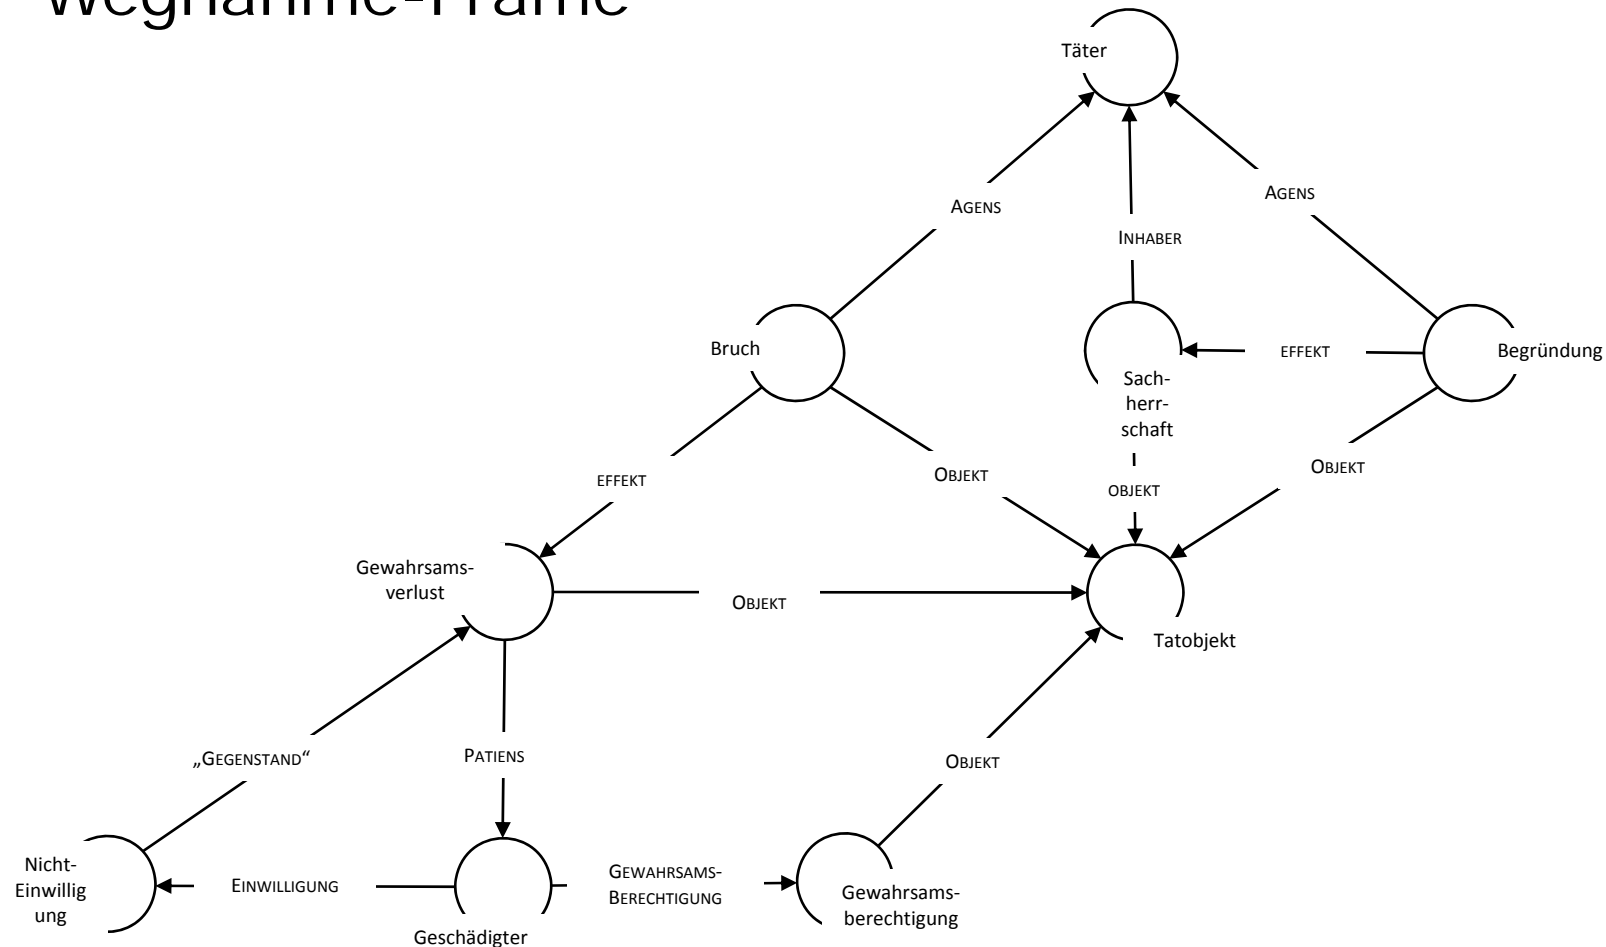 Wegnahme-Frame
Täter
AGENS
AGENS
INHABER
Bruch
EFFEKT
Begründung
Sach-
herr-
schaft
EFFEKT
OBJEKT
OBJEKT
OBJEKT
Gewahrsams-
verlust
OBJEKT
Tatobjekt
„GEGENSTAND“
PATIENS
OBJEKT
Nicht-
Einwillig
ung
EINWILLIGUNG
GEWAHRSAMS-
BERECHTIGUNG
Gewahrsams-
berechtigung
Geschädigter